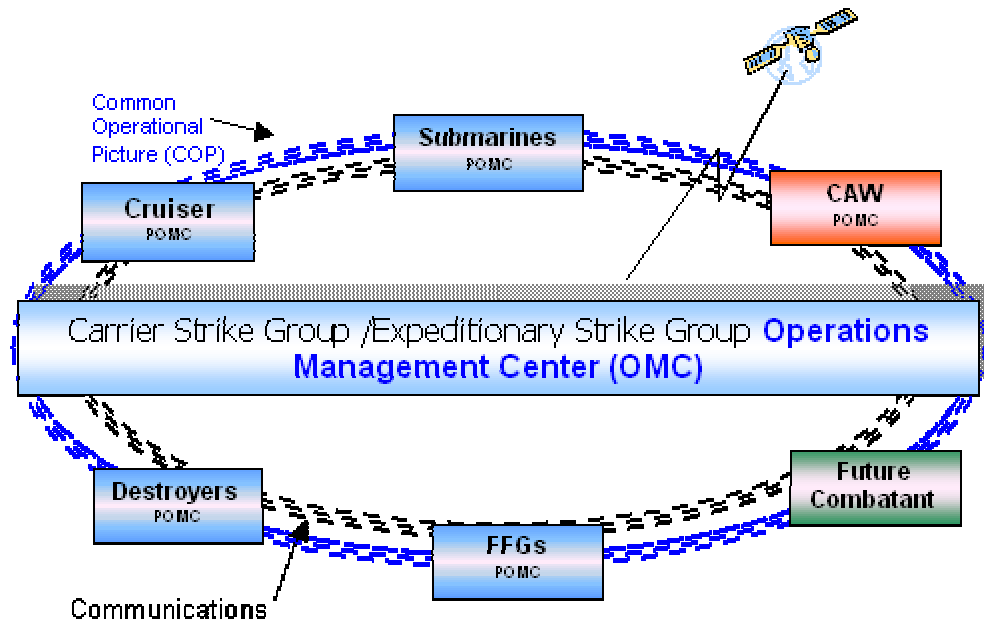 Common
Operational
Picture (COP)
Submarines
POMC
CAW
POMC
Cruiser
POMC
Carrier Strike Group /Expeditionary Strike Group Operations
Management Center (OMC)
Destroyers
POMC
FFGs
POMC
Future
Combatant
Communications